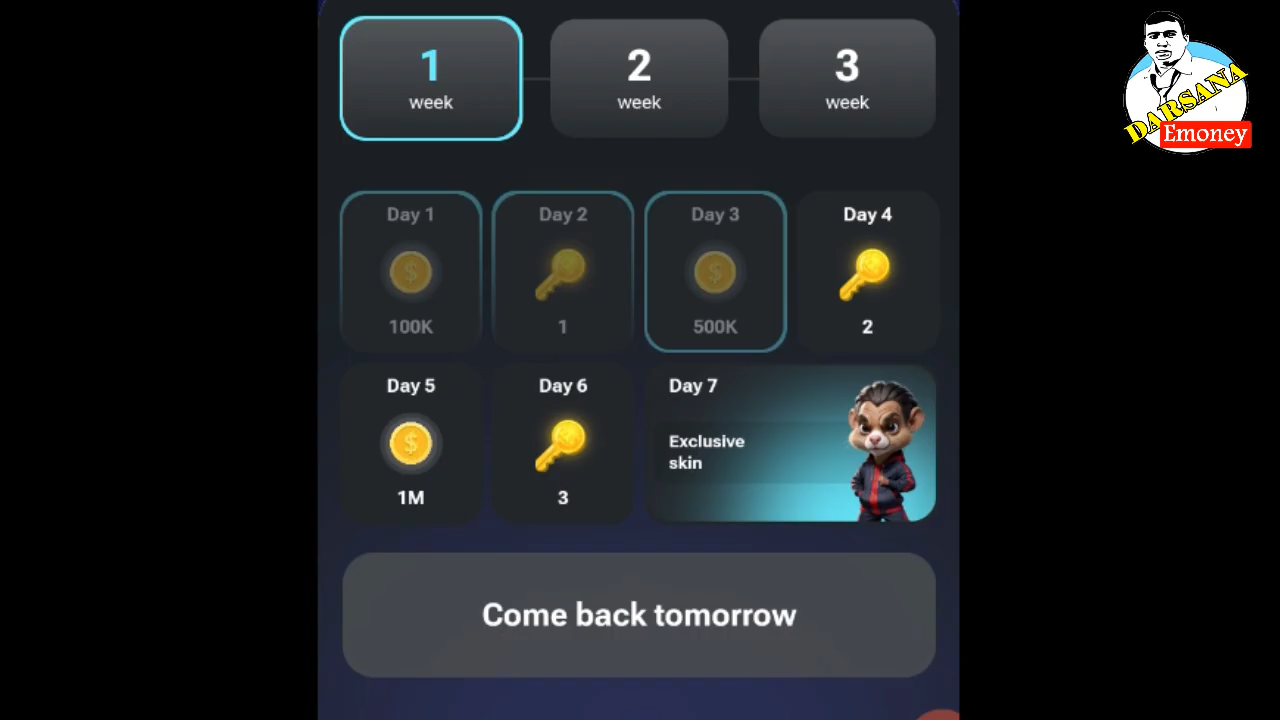 1
week
2
week
3
week
Day 1
100K
Day 2
1
Day 3
500K
Day 4
2
Day 5
1M
Day 6
3
Day 7
Exclusive
skin
Come back tomorrow
DARSANA
Emoney